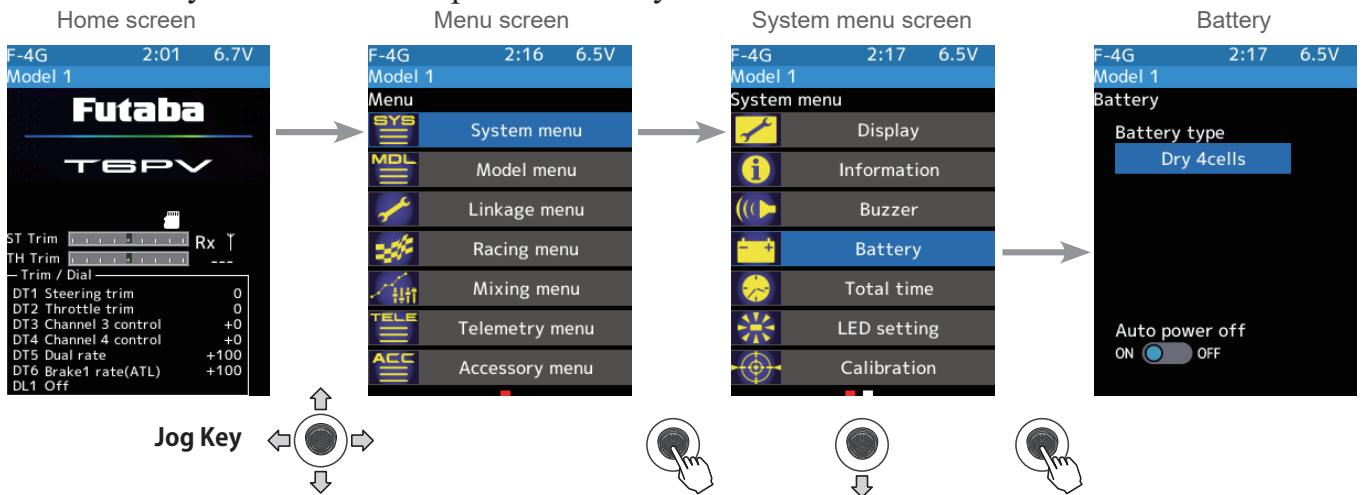 Home screen
Menu screen
System menu screen
Battery
F-4G 2:01 6.7V
Model 1
Futaba
T6PV
ST Trim
Rx
TH Trim
---
Trim / Dial
DT1 Steering trim 0
DT2 Throttle trim 0
DT3 Channel 3 control +0
DT4 Channel 4 control +0
DT5 Dual rate +100
DT6 Brake1 rate(ATL) +100
DL1 Off
F-4G 2:16 6.5V
Model 1
Menu
SYS System menu
MDL Model menu
Linkage menu
Racing menu
Mixing menu
TELE Telemetry menu
ACC Accessory menu
F-4G 2:17 6.5V
Model 1
System menu
Display
Information
Buzzer
Battery
Total time
LED setting
Calibration
F-4G 2:17 6.5V
Model 1
Battery
Battery type
Dry 4cells
Auto power off
ON OFF
Jog Key